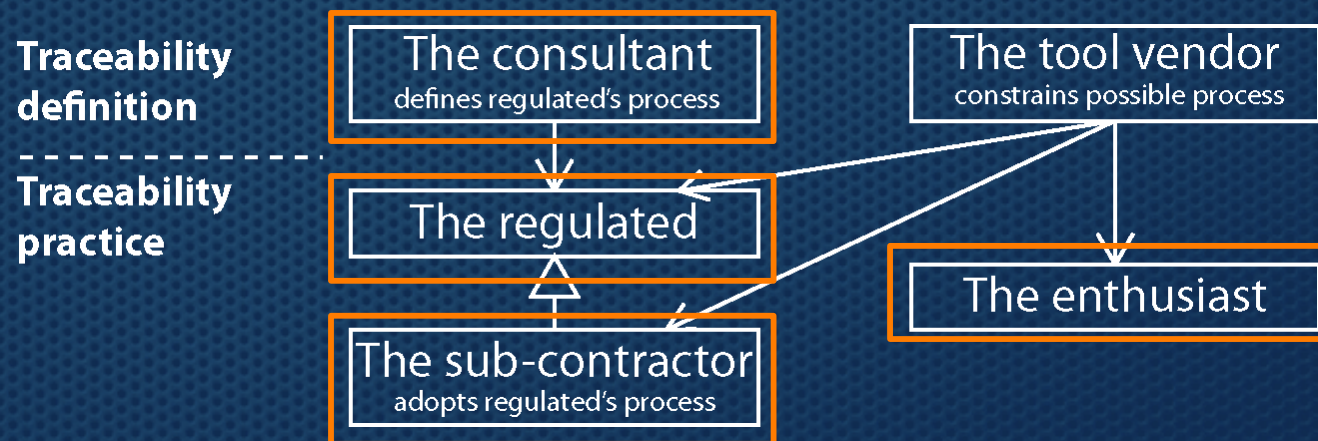 Traceability
definition
The consultant
defines regulated's process
The tool vendor
constrains possible process
Traceability
practice
The regulated
The enthusiast
The sub-contractor
adopts regulated's process